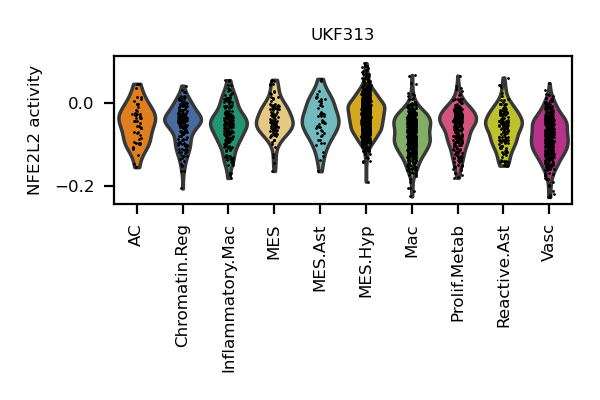 UKF313
NFE2L2 activity
0.0
−0.2
AC
Chromatin.Reg
Inflammatory.Mac
MES
MES.Ast
MES.Hyp
Mac
Prolif.Metab
Reactive.Ast
Vasc